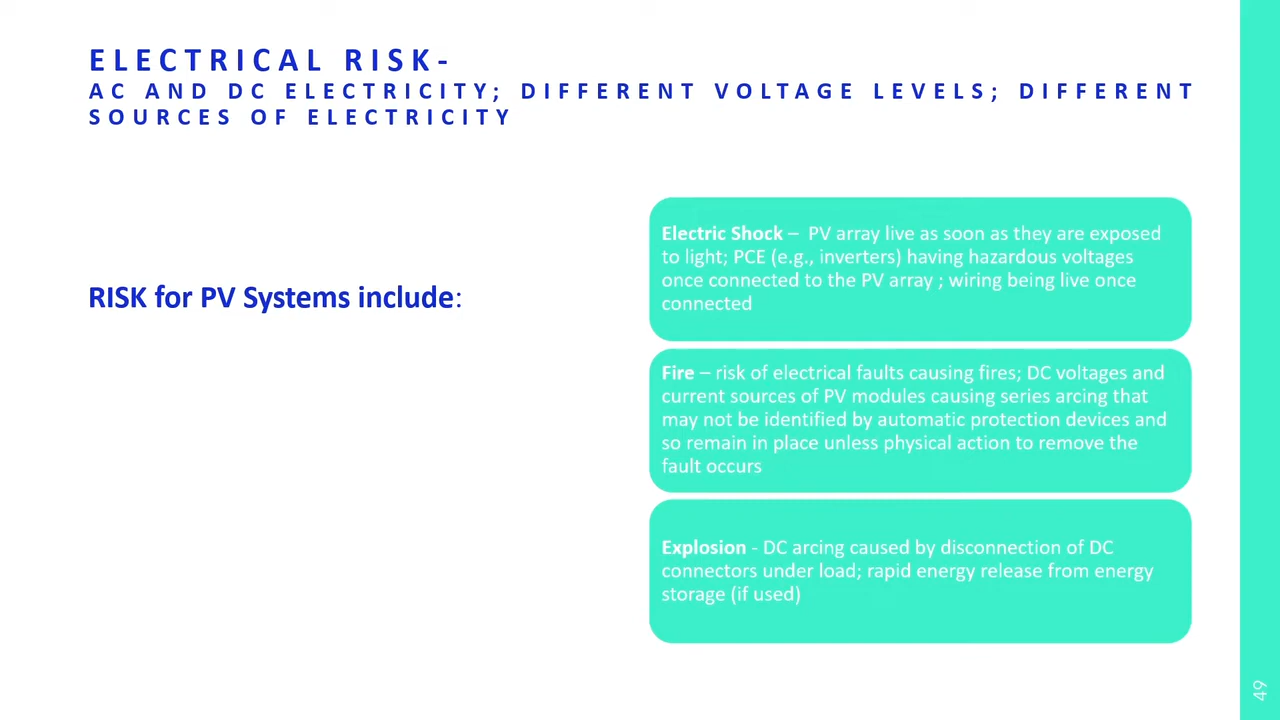 ELECTRICAL RISK-
AC AND DC ELECTRICITY; DIFFERENT VOLTAGE LEVELS; DIFFERENT
SOURCES OF ELECTRICITY
RISK for PV Systems include:
Electric Shock – PV array live as soon as they are exposed
to light; PCE (e.g., inverters) having hazardous voltages
once connected to the PV array ; wiring being live once
connected
Fire – risk of electrical faults causing fires; DC voltages and
current sources of PV modules causing series arcing that
may not be identified by automatic protection devices and
so remain in place unless physical action to remove the
fault occurs
Explosion - DC arcing caused by disconnection of DC
connectors under load; rapid energy release from energy
storage (if used)
49